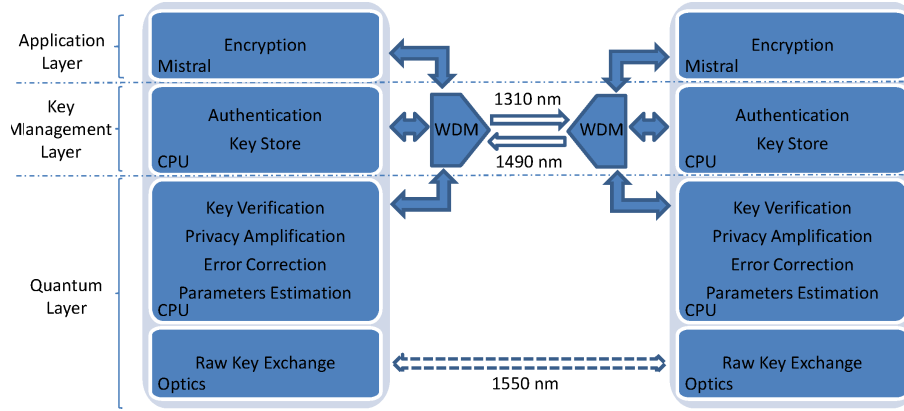 Application
Layer
Encryption
Mistral
Encryption
Mistral
Key
Management
Layer
Authentication
Key Store
CPU
WDM
1310 nm
1490 nm
WDM
Authentication
Key Store
CPU
Quantum
Layer
Key Verification
Privacy Amplification
Error Correction
Parameters Estimation
CPU
Key Verification
Privacy Amplification
Error Correction
Parameters Estimation
CPU
Raw Key Exchange
Optics
1550 nm
Raw Key Exchange
Optics